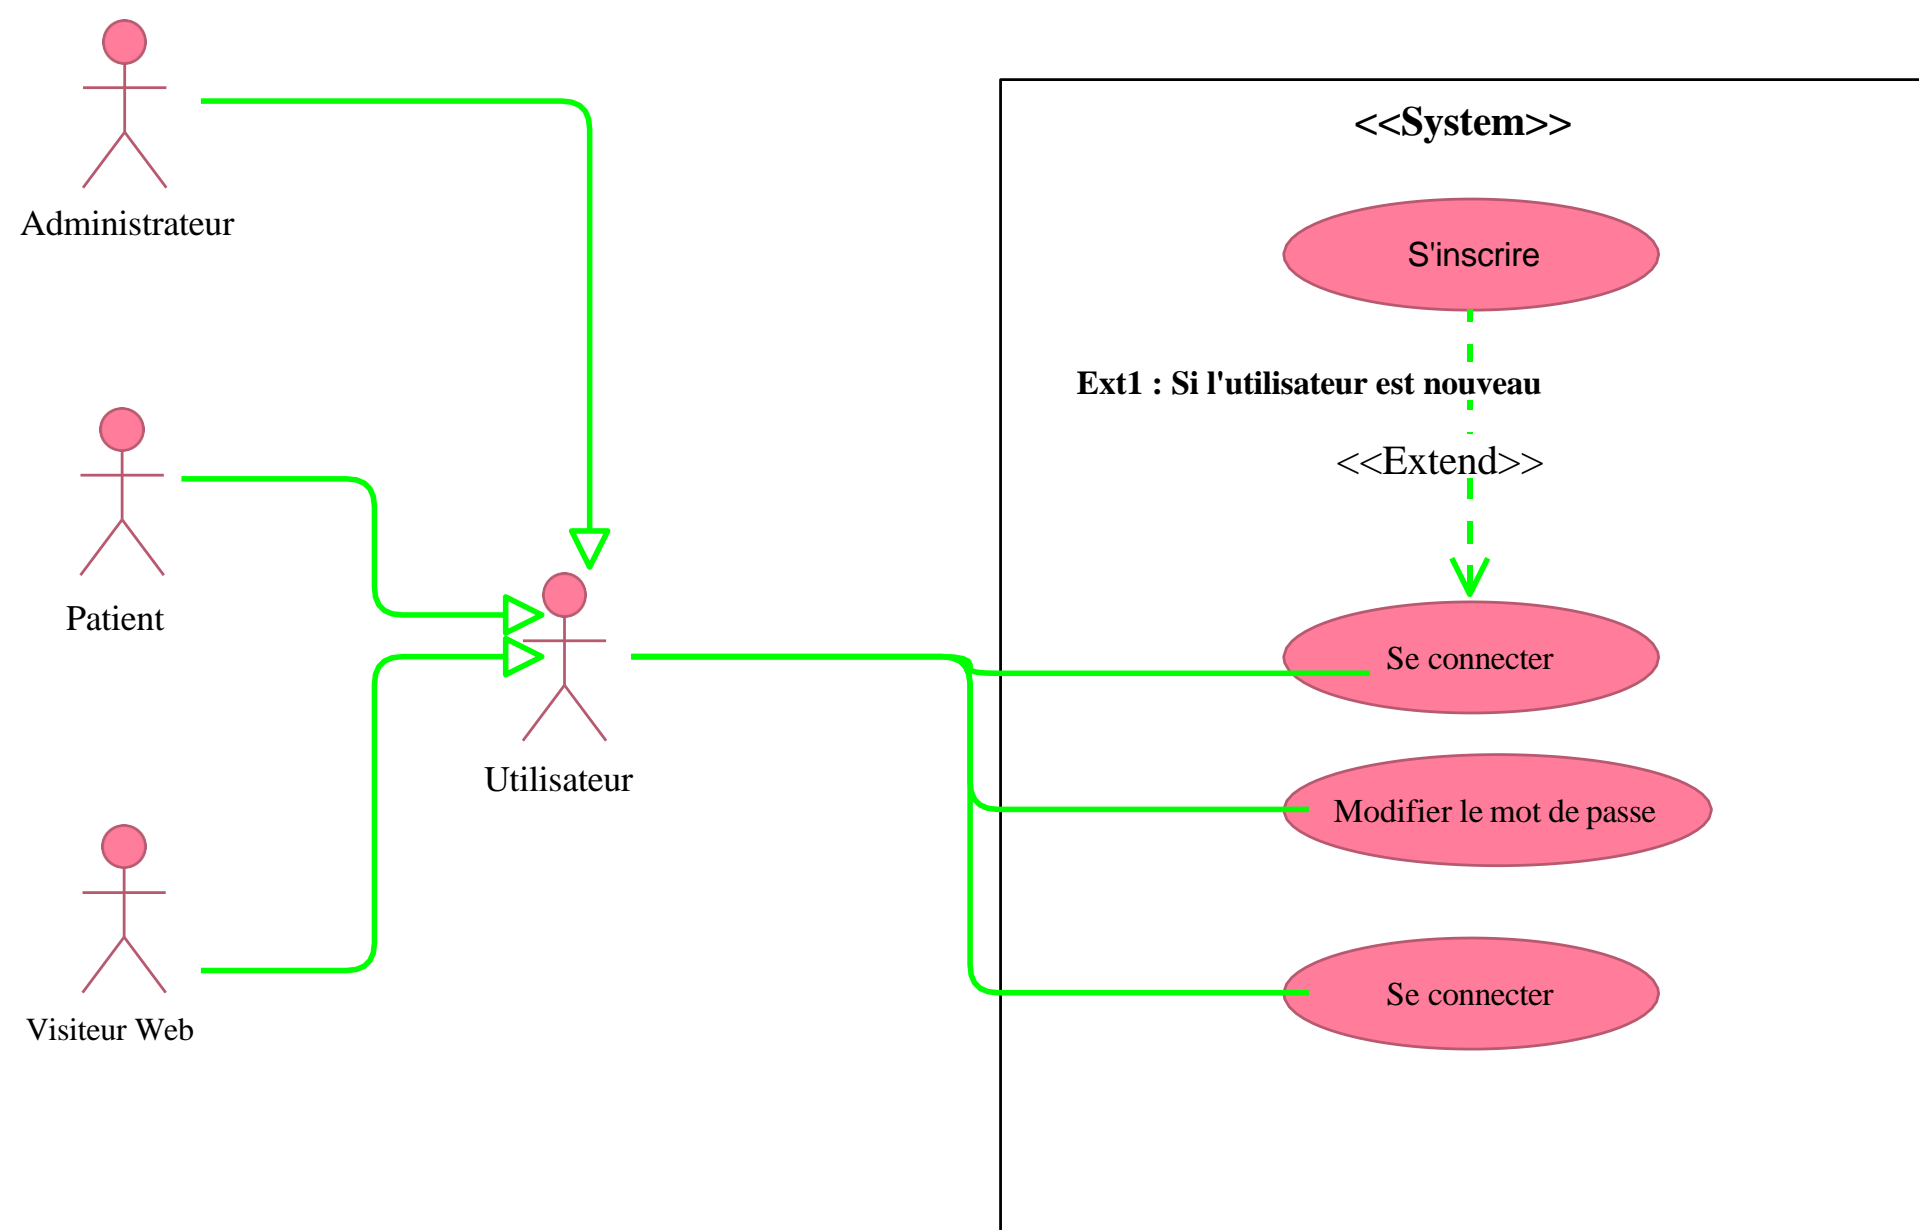 <<System>>
Administrateur
S'inscrire
Ext1 : Si l'utilisateur est nouveau
<<Extend>>
Patient
Se connecter
Utilisateur
Modifier le mot de passe
Se connecter
Visiteur Web